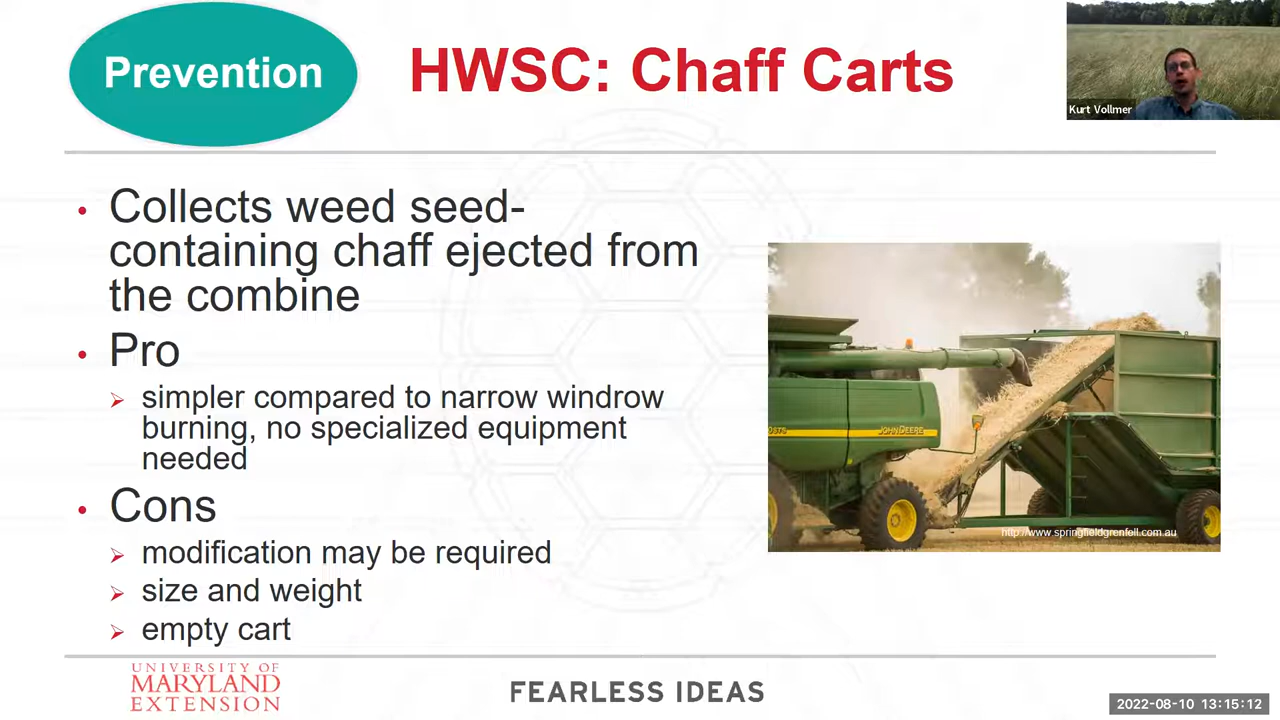 Prevention
HWSC: Chaff Carts
Kurt Vollmer
• Collects weed seed-
containing chaff ejected from
the combine
• Pro
➢ simpler compared to narrow windrow
burning, no specialized equipment
needed
• Cons
➢ modification may be required
➢ size and weight
➢ empty cart
JOHN DEERE
http://www.springfieldgrenfell.com.au
UNIVERSITY OF
MARYLAND
EXTENSION
FEARLESS IDEAS
2022-08-10 13:15:12